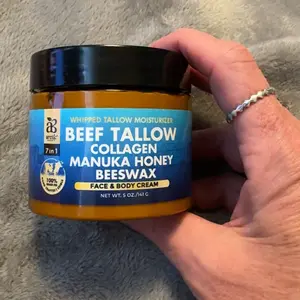 WHIPPED TALLOW MOISTURIZER
BEEF TALLOW
7 in 1
COLLAGEN
MANUKA HONEY
BEESWAX
100%
FACE & BODY CREAM
NET WT. 5 OZ/141 G